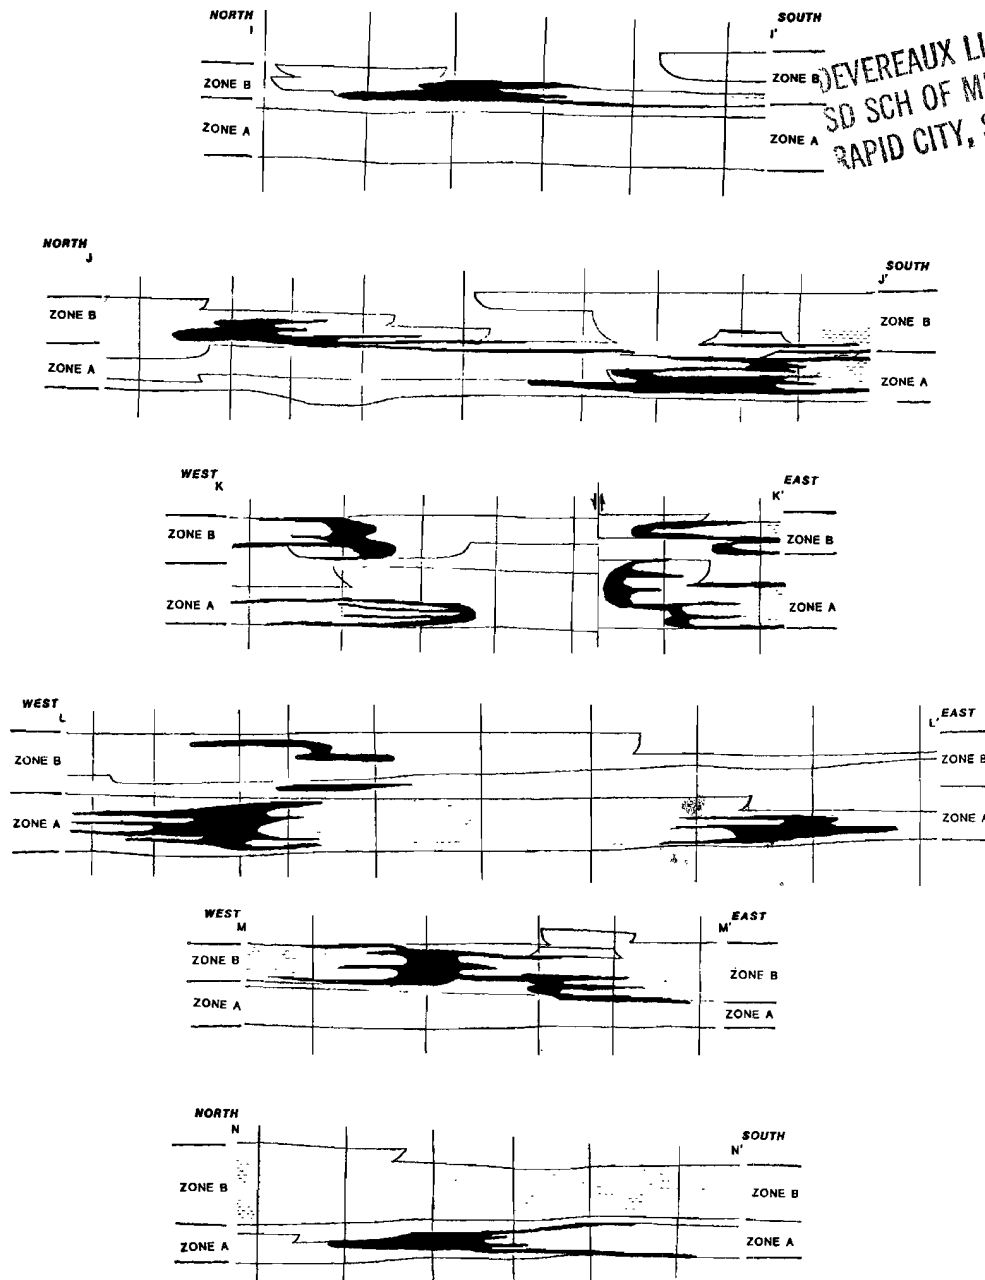 NORTH SOUTH
I I'
DEVEREAUX
SD SCH OF
RAPID CITY,
ZONE B ZONE B
ZONE A ZONE A
NORTH
J
SOUTH
J'
ZONE B ZONE B
ZONE A ZONE A
WEST EAST
K K'
ZONE B ZONE B
ZONE A ZONE A
WEST EAST
L L'
ZONE B ZONE B
ZONE A ZONE A
WEST EAST
M M'
ZONE B ZONE B
ZONE A ZONE A
NORTH
N
SOUTH
N'
ZONE B ZONE B
ZONE A ZONE A